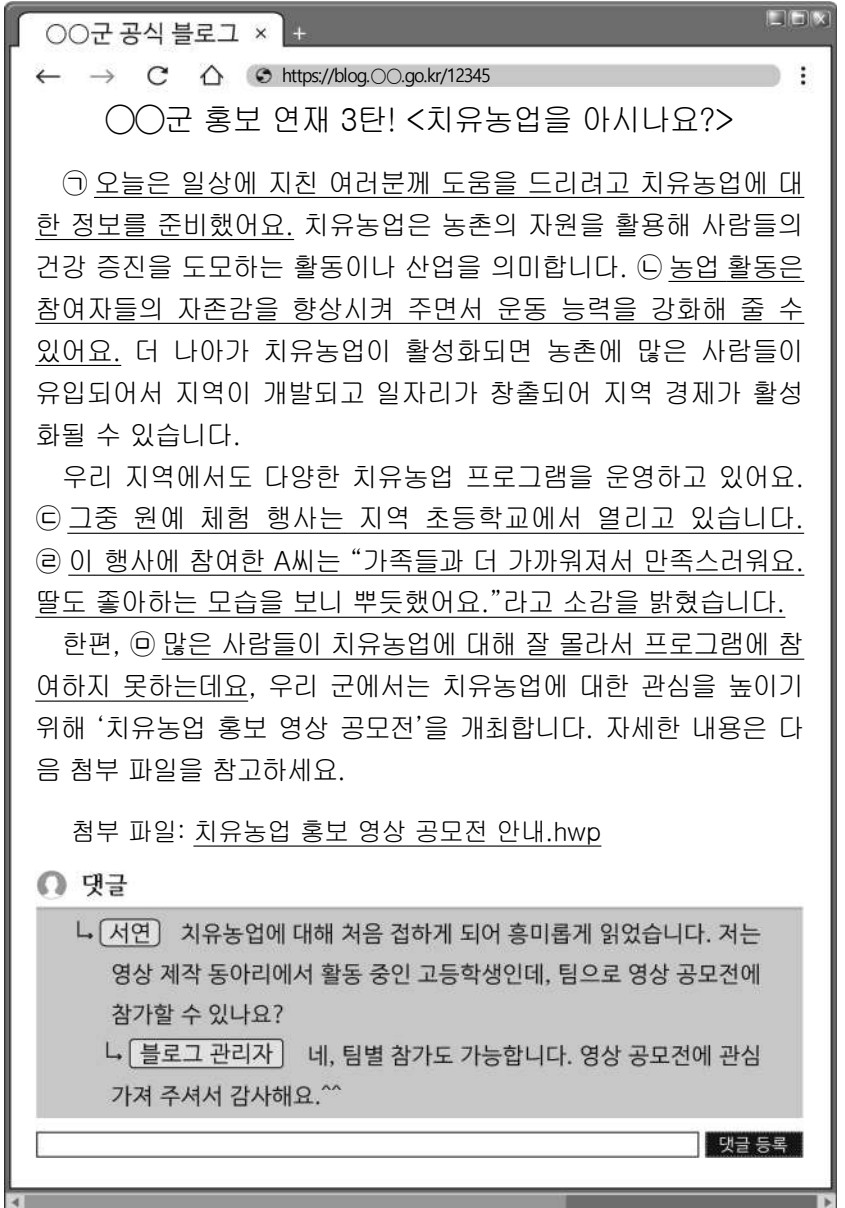 ○○군 공식 블로그 × +
https://blog.○○.go.kr/12345
○○군 홍보 연재 3탄! <치유농업을 아시나요?>
㉠ 오늘은 일상에 지친 여러분께 도움을 드리려고 치유농업에 대
한 정보를 준비했어요. 치유농업은 농촌의 자원을 활용해 사람들의
건강 증진을 도모하는 활동이나 산업을 의미합니다. ㉡ 농업 활동은
참여자들의 자존감을 향상시켜 주면서 운동 능력을 강화해 줄 수
있어요. 더 나아가 치유농업이 활성화되면 농촌에 많은 사람들이
유입되어서 지역이 개발되고 일자리가 창출되어 지역 경제가 활성
화될 수 있습니다.
우리 지역에서도 다양한 치유농업 프로그램을 운영하고 있어요.
㉢ 그중 원예 체험 행사는 지역 초등학교에서 열리고 있습니다.
㉣ 이 행사에 참여한 A씨는 “가족들과 더 가까워져서 만족스러워요.
딸도 좋아하는 모습을 보니 뿌듯했어요.”라고 소감을 밝혔습니다.
한편, ㉤ 많은 사람들이 치유농업에 대해 잘 몰라서 프로그램에 참
여하지 못하는데요, 우리 군에서는 치유농업에 대한 관심을 높이기
위해 ‘치유농업 홍보 영상 공모전’을 개최합니다. 자세한 내용은 다
음 첨부 파일을 참고하세요.
첨부 파일: 치유농업 홍보 영상 공모전 안내.hwp
댓글
서연 치유농업에 대해 처음 접하게 되어 흥미롭게 읽었습니다. 저는
영상 제작 동아리에서 활동 중인 고등학생인데, 팀으로 영상 공모전에
참가할 수 있나요?
블로그 관리자 네, 팀별 참가도 가능합니다. 영상 공모전에 관심
가져 주셔서 감사해요.^^
댓글 등록